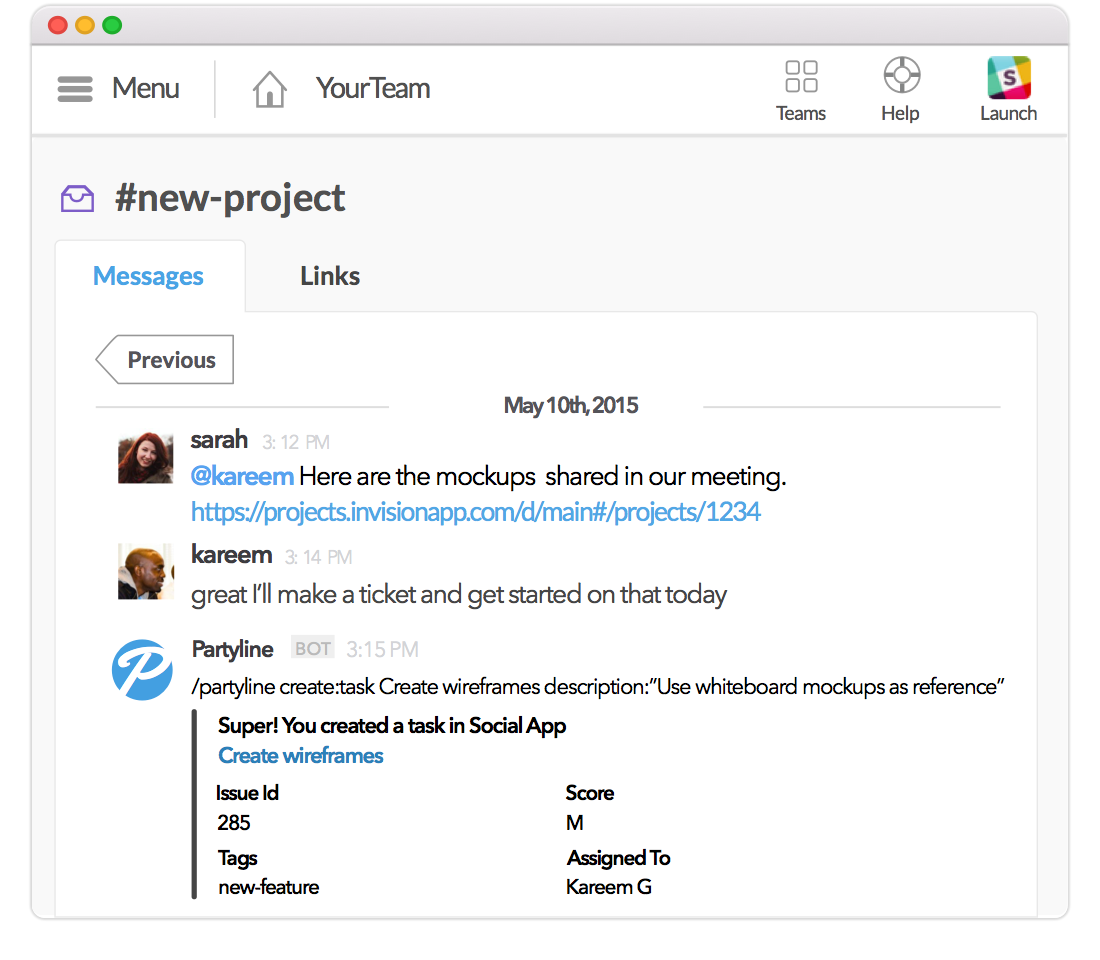 Menu
YourTeam
Teams
Help
S
Launch
#new-project
Messages
Links
Previous
May 10th, 2015
sarah 3: 12 PM
@kareem Here are the mockups  shared in our meeting.
https://projects.invisionapp.com/d/main#/projects/1234
kareem 3: 14 PM
great I’ll make a ticket and get started on that today
P
Partyline BOT 3:15 PM
/partyline create:task Create wireframes description:“Use whiteboard mockups as reference”
Super! You created a task in Social App
Create wireframes
Issue Id Score
285 M
Tags Assigned To
new-feature Kareem G